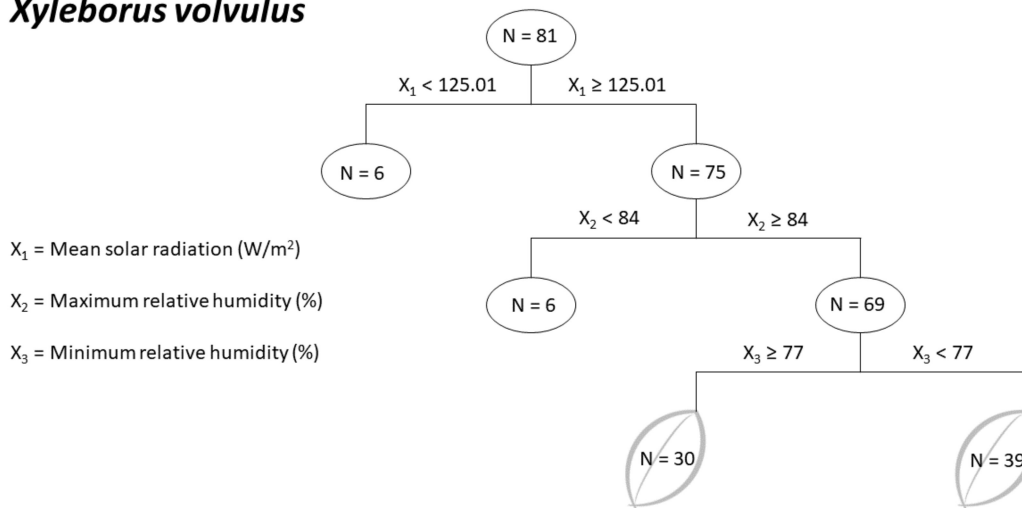 Xyleborus volvulus
N = 81
X₁ < 125.01
X₁ ≥ 125.01
N = 6
N = 75
X₂ < 84
X₂ ≥ 84
X₁ = Mean solar radiation (W/m²)
X₂ = Maximum relative humidity (%)
N = 6
N = 69
X₃ = Minimum relative humidity (%)
X₃ ≥ 77
X₃ < 77
N = 30
N = 39